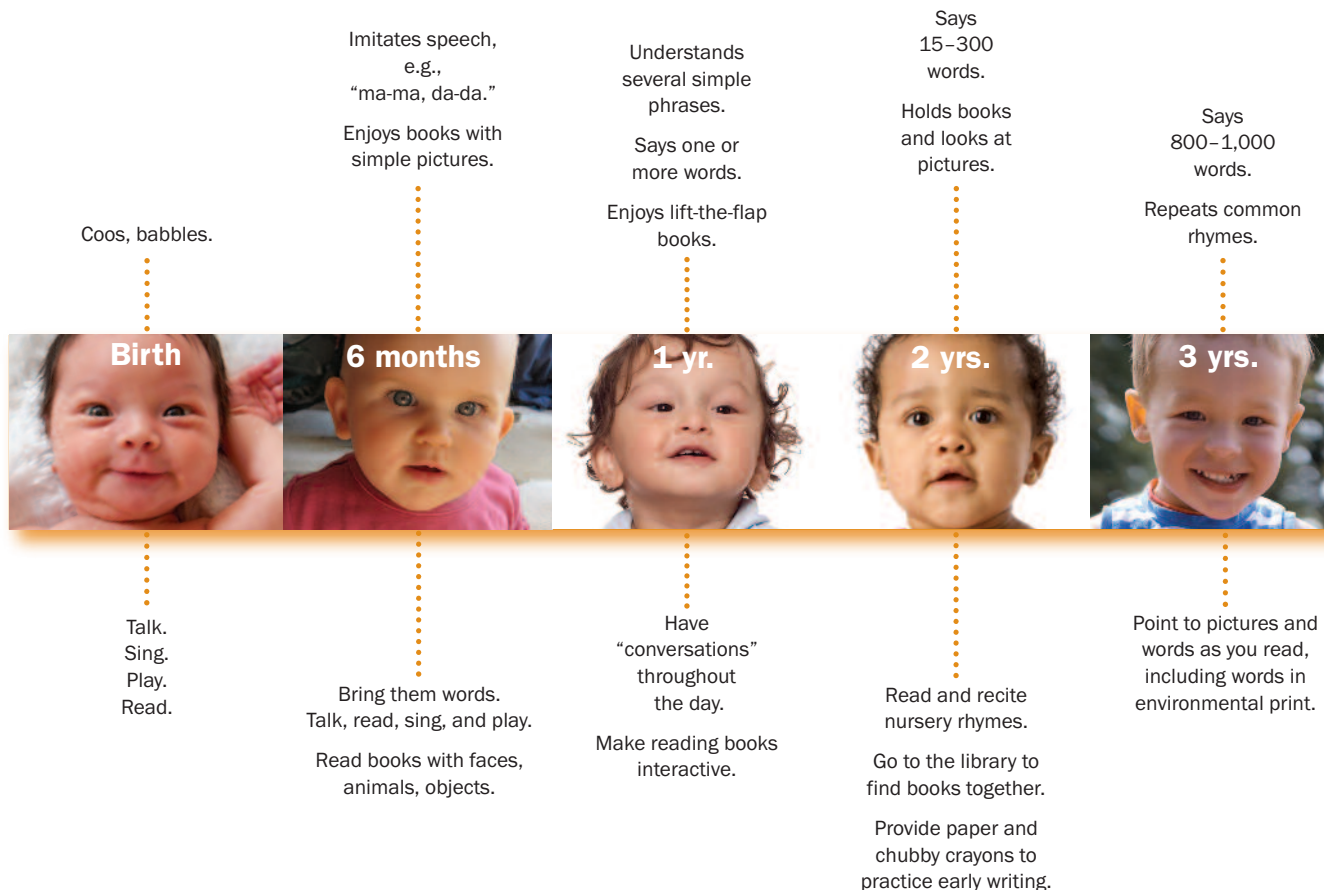 Coos, babbles.
Imitates speech,
e.g.,
“ma-ma, da-da.”
Enjoys books with
simple pictures.
Understands
several simple
phrases.
Says one or
more words.
Enjoys lift-the-flap
books.
Says
15–300
words.
Holds books
and looks at
pictures.
Says
800–1,000
words.
Repeats common
rhymes.
Birth
6 months
1 yr.
2 yrs.
3 yrs.
Talk.
Sing.
Play.
Read.
Bring them words.
Talk, read, sing, and play.
Read books with faces,
animals, objects.
Have
“conversations”
throughout
the day.
Make reading books
interactive.
Read and recite
nursery rhymes.
Go to the library to
find books together.
Provide paper and
chubby crayons to
practice early writing.
Point to pictures and
words as you read,
including words in
environmental print.